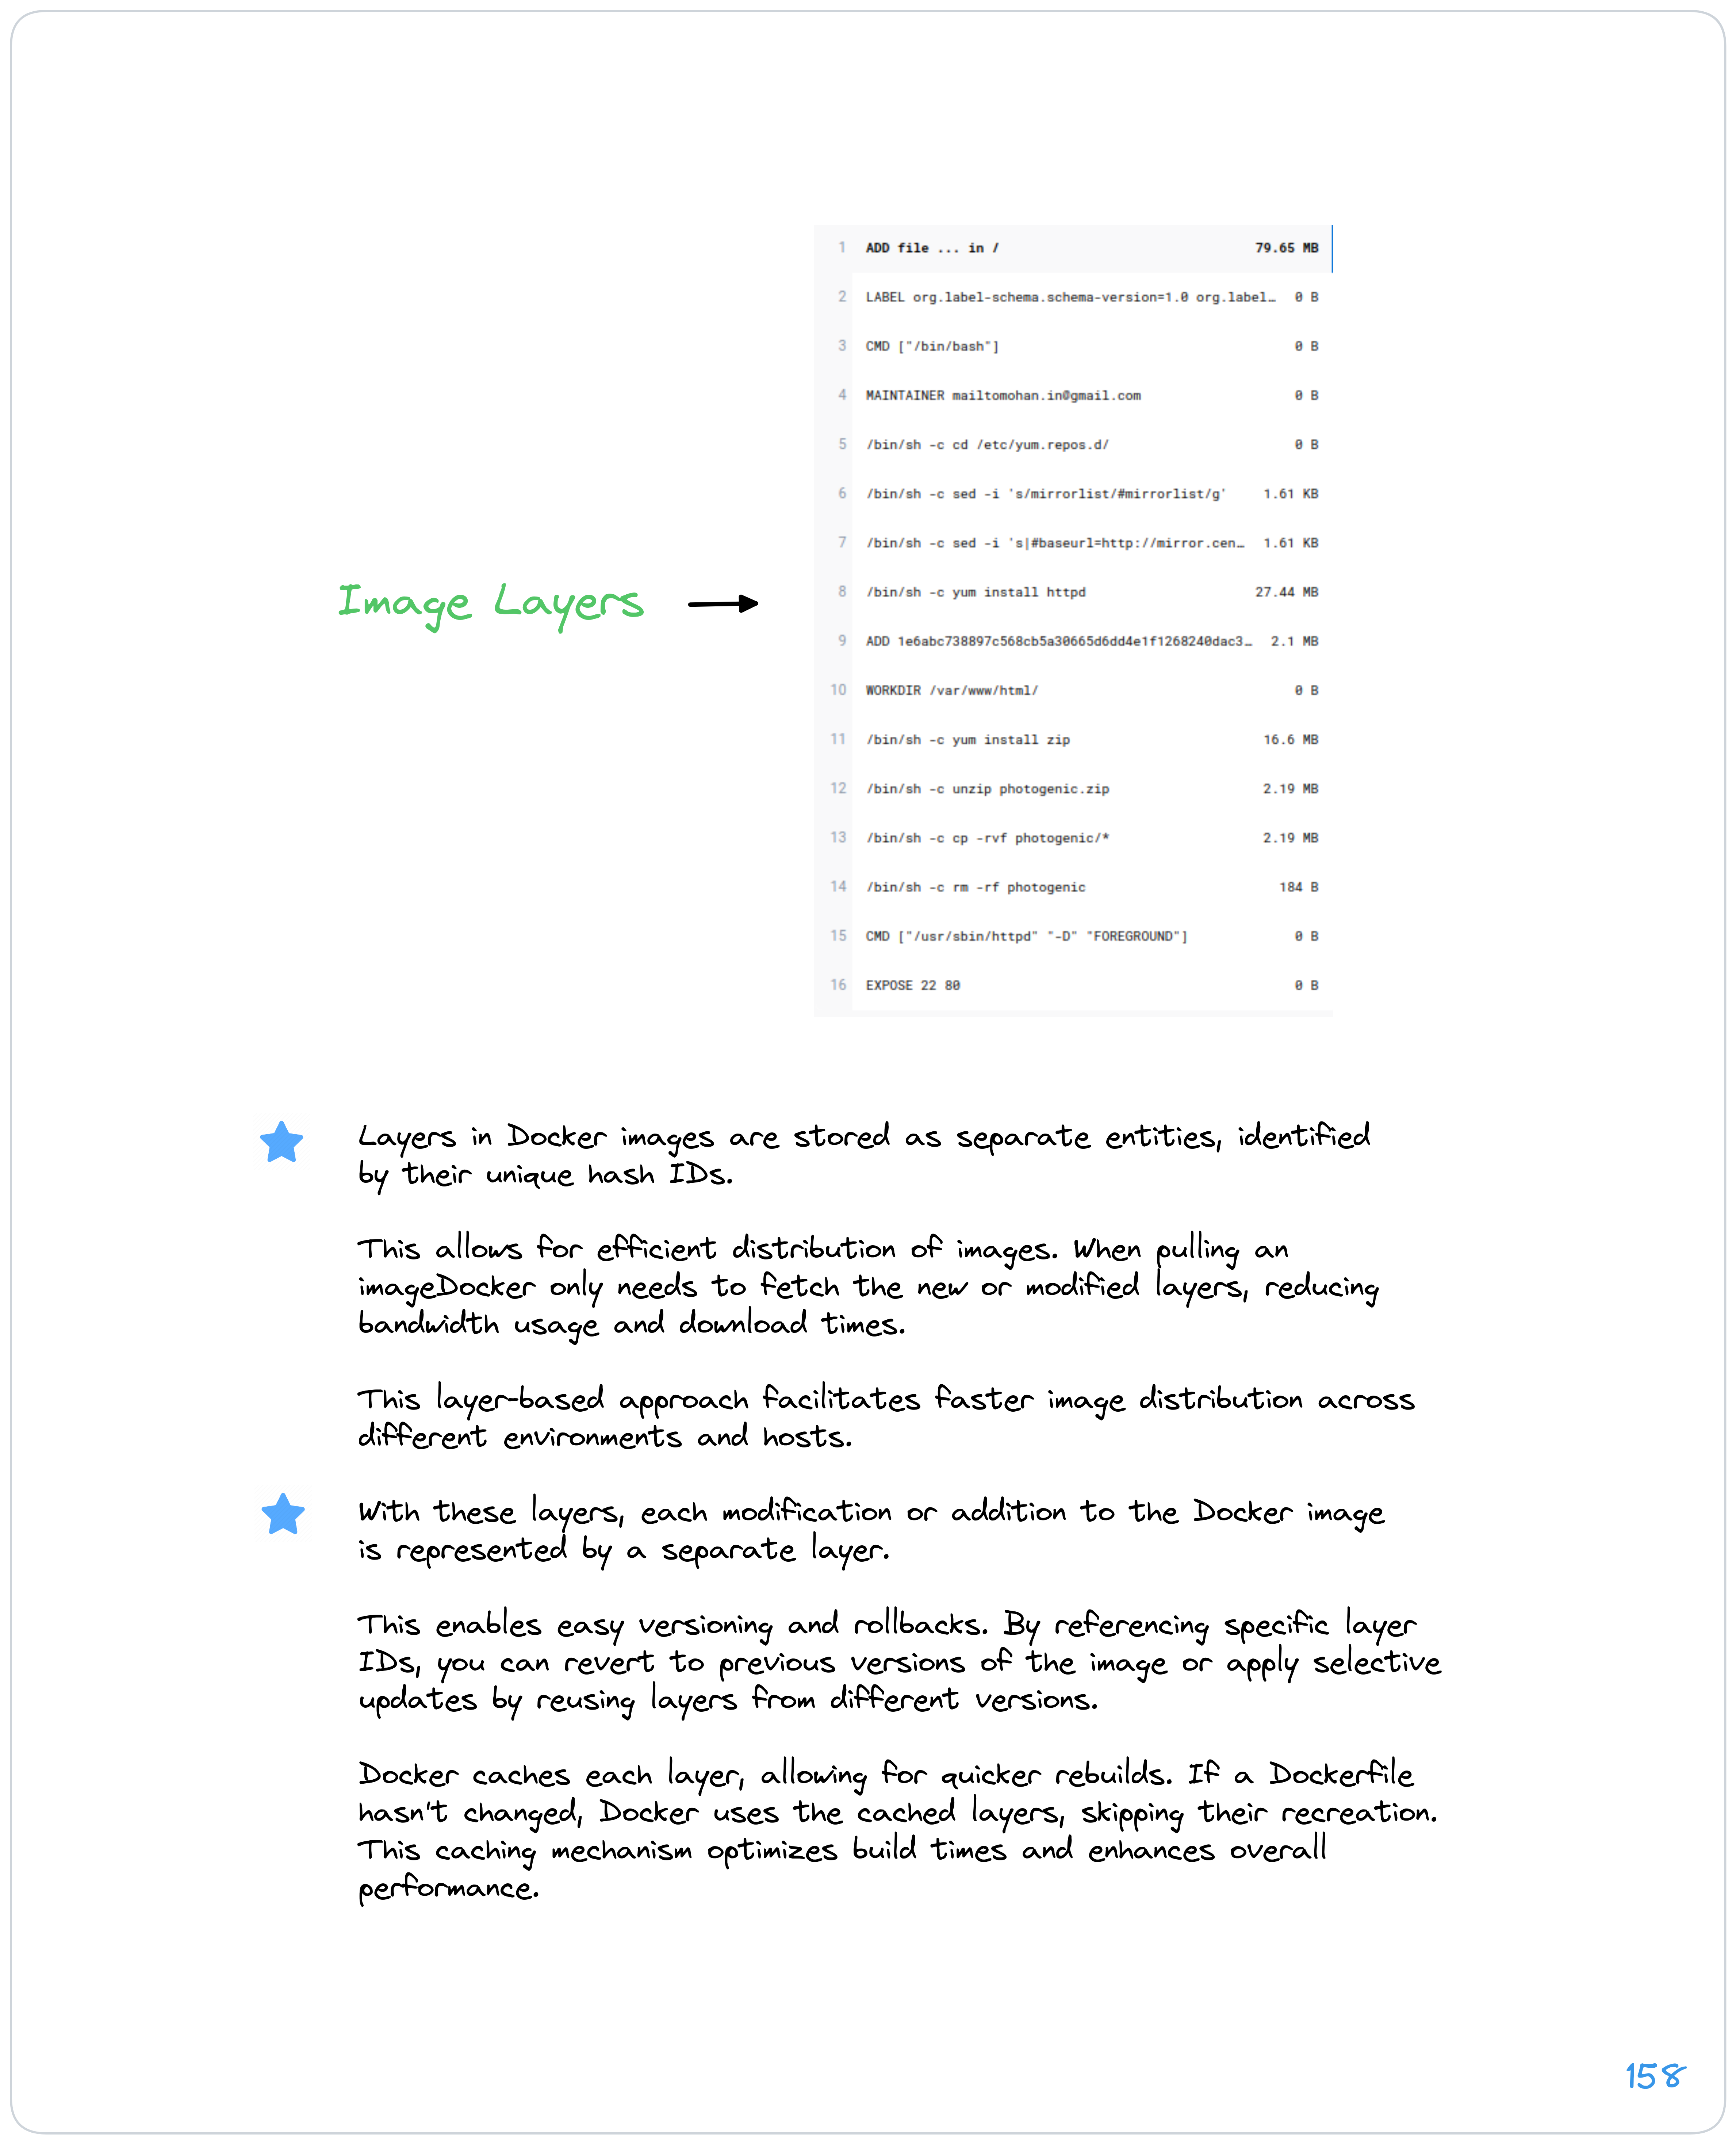 1 ADD file ... in / 79.65 MB
2 LABEL org.label-schema.schema-version=1.0 org.label… 0 B
3 CMD ["/bin/bash"] 0 B
4 MAINTAINER mailtomohan.in@gmail.com 0 B
5 /bin/sh -c cd /etc/yum.repos.d/ 0 B
6 /bin/sh -c sed -i 's/mirrorlist/#mirrorlist/g' 1.61 KB
7 /bin/sh -c sed -i 's|#baseurl=http://mirror.cen… 1.61 KB
Image Layers
8 /bin/sh -c yum install httpd 27.44 MB
9 ADD 1e6abc738897c568cb5a30665d6dd4e1f1268240dac3… 2.1 MB
10 WORKDIR /var/www/html/ 0 B
11 /bin/sh -c yum install zip 16.6 MB
12 /bin/sh -c unzip photogenic.zip 2.19 MB
13 /bin/sh -c cp -rvf photogenic/* 2.19 MB
14 /bin/sh -c rm -rf photogenic 184 B
15 CMD ["/usr/sbin/httpd" "-D" "FOREGROUND"] 0 B
16 EXPOSE 22 80 0 B
Layers in Docker images are stored as separate entities, identified
by their unique hash IDs.
This allows for efficient distribution of images. When pulling an
imageDocker only needs to fetch the new or modified layers, reducing
bandwidth usage and download times.
This layer-based approach facilitates faster image distribution across
different environments and hosts.
With these layers, each modification or addition to the Docker image
is represented by a separate layer.
This enables easy versioning and rollbacks. By referencing specific layer
IDs, you can revert to previous versions of the image or apply selective
updates by reusing layers from different versions.
Docker caches each layer, allowing for quicker rebuilds. If a Dockerfile
hasn't changed, Docker uses the cached layers, skipping their recreation.
This caching mechanism optimizes build times and enhances overall
performance.
158